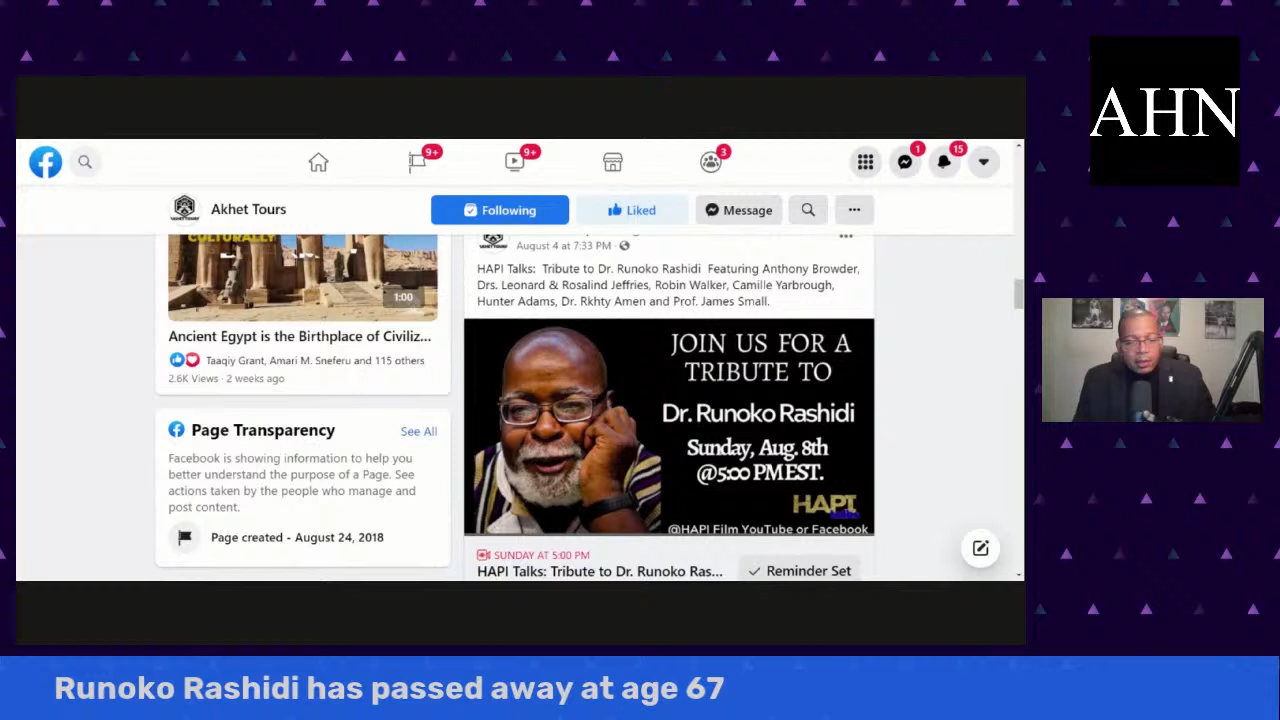 AHN
9+
9+
3
1
15
Akhet Tours
Following
Liked
Message
CULTURALLY
1:00
Ancient Egypt is the Birthplace of Civiliz...
Taaqiy Grant, Amari M. Sneferu and 115 others
2.6K Views · 2 weeks ago
Page Transparency
See All
Facebook is showing information to help you
better understand the purpose of a Page. See
actions taken by the people who manage and
post content.
Page created - August 24, 2018
August 4 at 7:33 PM ·
HAPI Talks: Tribute to Dr. Runoko Rashidi Featuring Anthony Browder,
Drs. Leonard & Rosalind Jeffries, Robin Walker, Camille Yarbrough,
Hunter Adams, Dr. Rkhty Amen and Prof. James Small.
JOIN US FOR A
TRIBUTE TO
Dr. Runoko Rashidi
Sunday, Aug. 8th
@5:00 PM EST.
HAPI
@HAPI Film YouTube or Facebook
SUNDAY AT 5:00 PM
HAPI Talks: Tribute to Dr. Runoko Ras...
Reminder Set
Runoko Rashidi has passed away at age 67